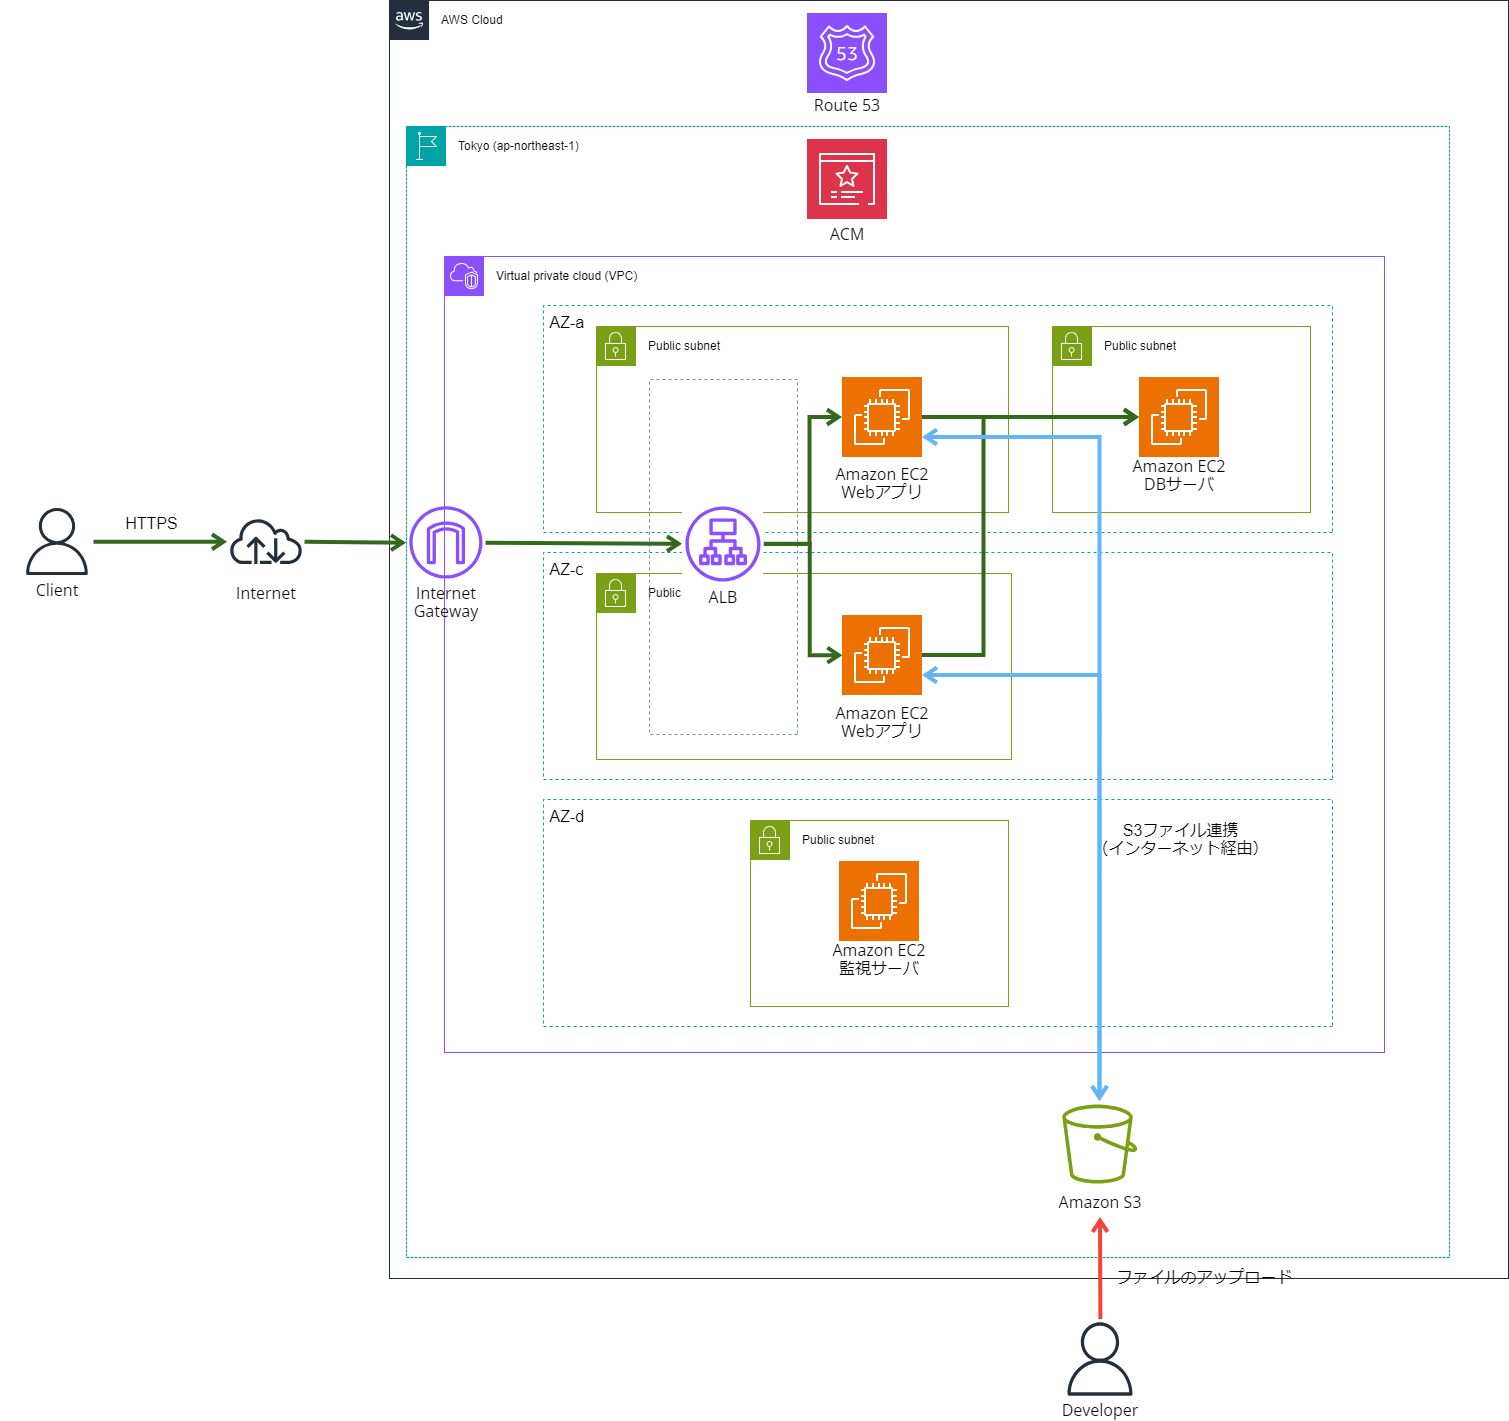 aws
AWS Cloud
53
Route 53
Tokyo (ap-northeast-1)
ACM
Virtual private cloud (VPC)
AZ-a
Public subnet
Public subnet
Amazon EC2
Webアプリ
Amazon EC2
DBサーバ
HTTPS
Client
Internet
Internet
Gateway
ALB
AZ-c
Public
Amazon EC2
Webアプリ
AZ-d
Public subnet
Amazon EC2
監視サーバ
S3ファイル連携
（インターネット経由）
Amazon S3
ファイルのアップロード
Developer